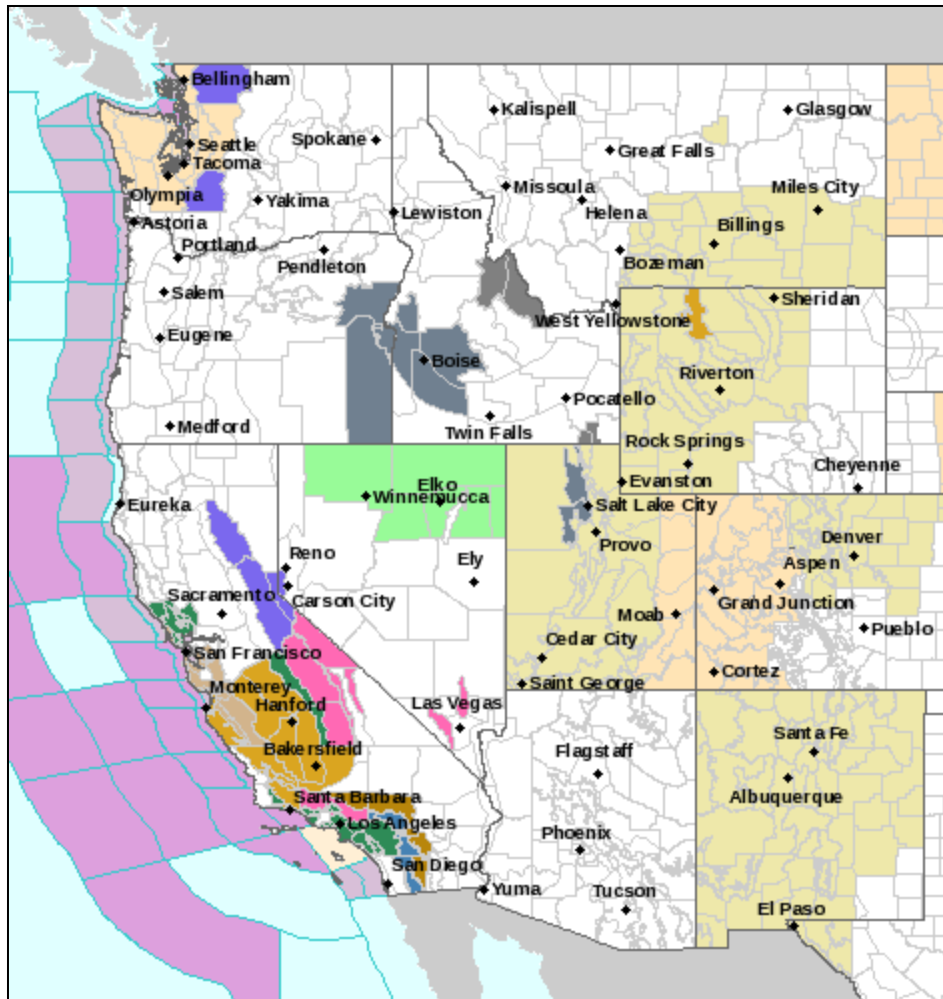 Bellingham
Kalispell
Glasgow
Spokane
Seattle
Great Falls
Tacoma
Missoula
Miles City
Olympia
Yakima
Helena
Lewiston
Astoria
Billings
Portland
Bozeman
Pendleton
Salem
Sheridan
West Yellowstone
Eugene
Boise
Riverton
Pocatello
Medford
Twin Falls
Rock Springs
Cheyenne
Evanston
Elko
Winnemucca
Eureka
Salt Lake City
Provo
Denver
Reno
Ely
Aspen
Sacramento
Carson City
Grand Junction
Moab
Pueblo
Cedar City
San Francisco
Cortez
Saint George
Monterey
Hanford
Las Vegas
Santa Fe
Bakersfield
Flagstaff
Albuquerque
Santa Barbara
Los Angeles
Phoenix
San Diego
Yuma
Tucson
El Paso